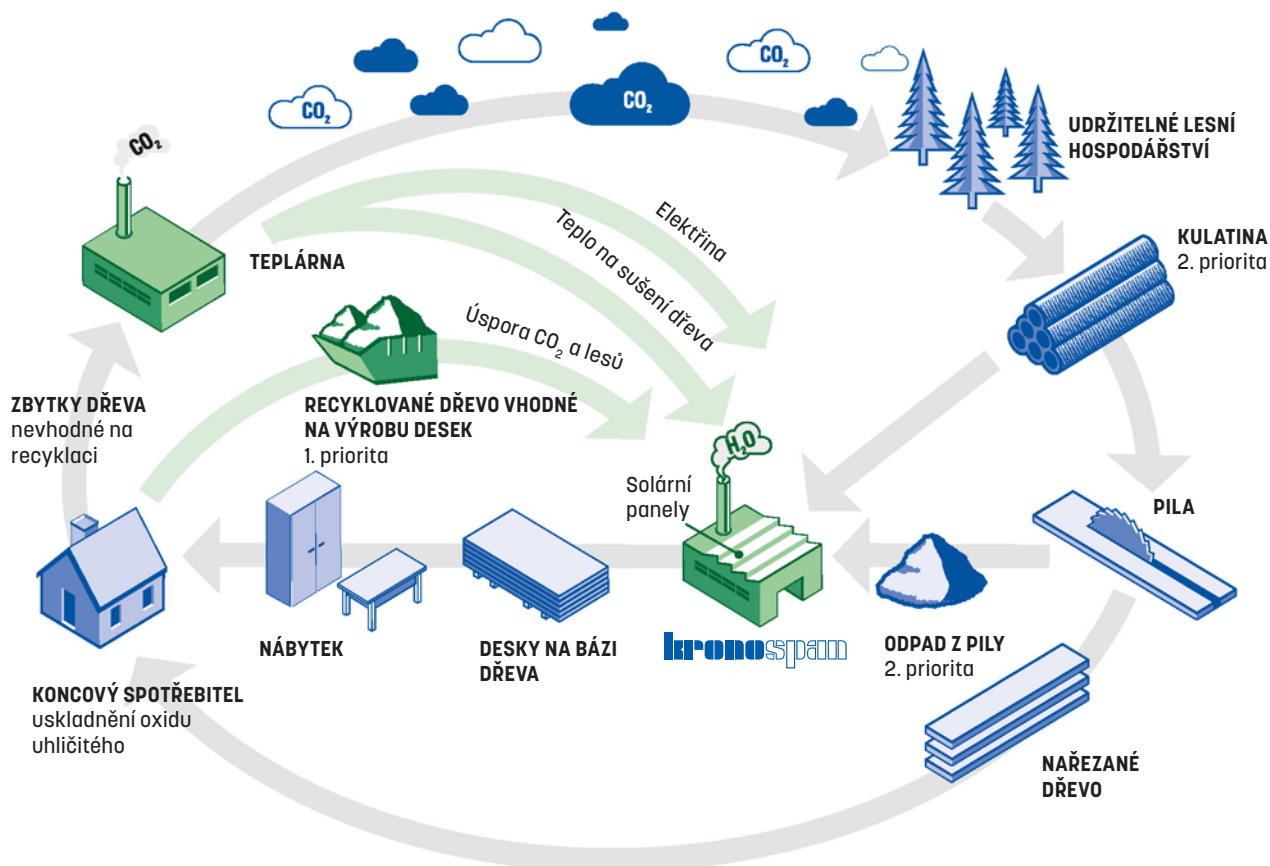 CO₂
CO₂
CO₂
CO₂
UDRŽITELNÉ LESNÍ
HOSPODÁŘSTVÍ
TEPLÁRNA
Elektřina
Teplo na sušení dřeva
Úspora CO₂ a lesů
KULATINA
2. priorita
ZBYTKY DŘEVA
nevhodné na
recyklaci
RECYKLOVANÉ DŘEVO VHODNÉ
NA VÝROBU DESEK
1. priorita
H₂O
Solární
panely
PILA
NÁBYTEK
DESKY NA BÁZI
DŘEVA
kronospan
ODPAD Z PILY
2. priorita
KONCOVÝ SPOTŘEBITEL
uskladnění oxidu
uhličitého
NAŘEZANÉ
DŘEVO